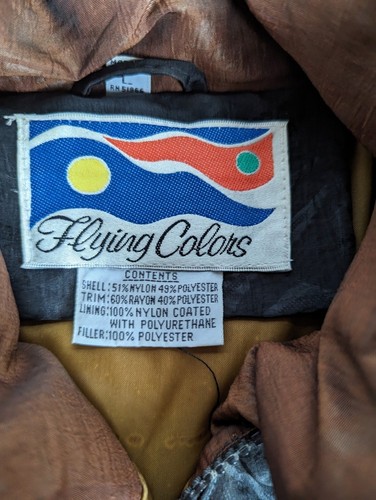 L
Flying Colors
CONTENTS
SHELL: 51% NYLON 49% POLYESTER
TRIM: 60% RAYON 40% POLYESTER
LINING: 100% NYLON COATED
WITH POLYURETHANE
FILLER: 100% POLYESTER